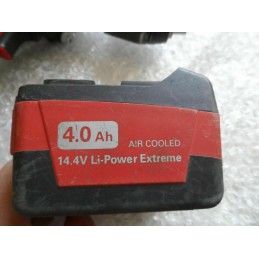 4.0 Ah
AIR COOLED
14.4V Li-Power Extreme